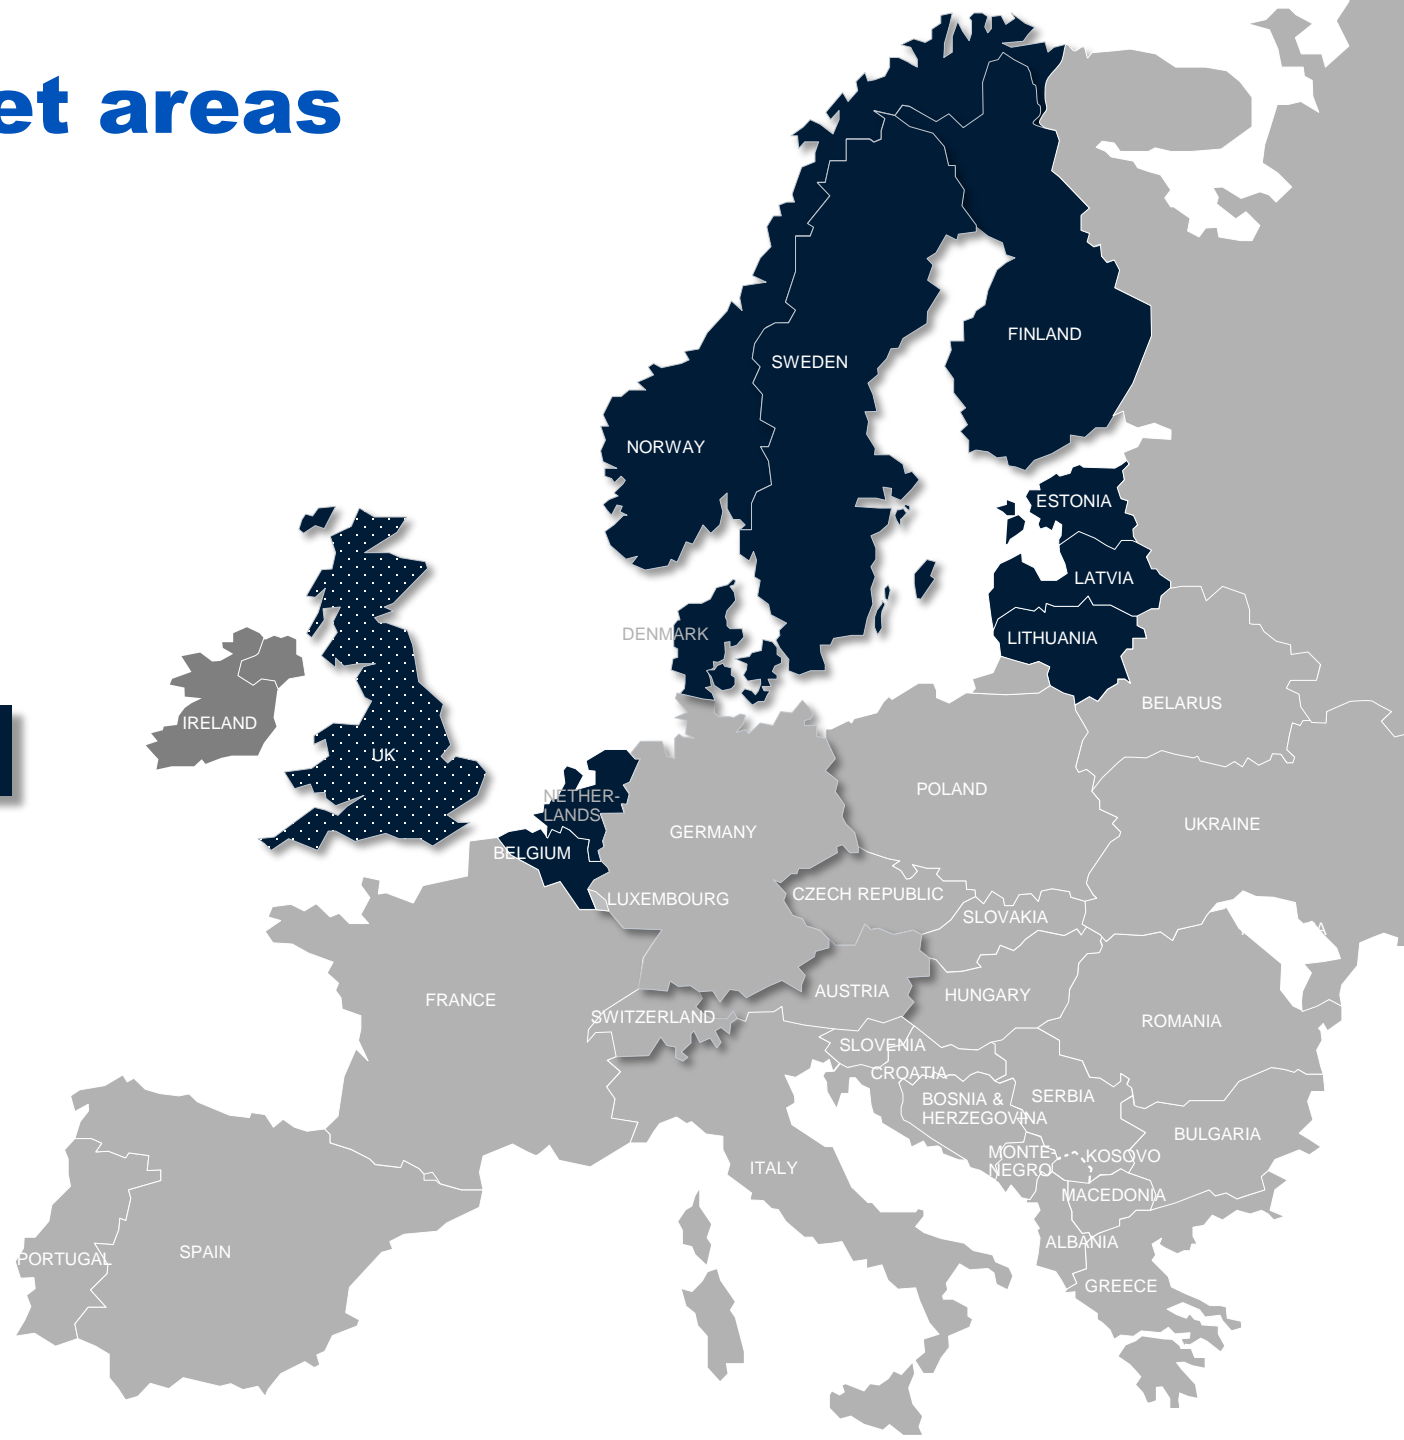 et areas
FINLAND
SWEDEN
NORWAY
ESTONIA
LATVIA
DENMARK
LITHUANIA
BELARUS
IRELAND
UK
POLAND
NETHER-
LANDS
UKRAINE
GERMANY
BELGIUM
CZECH REPUBLIC
LUXEMBOURG
SLOVAKIA
AUSTRIA
HUNGARY
FRANCE
SWITZERLAND
ROMANIA
SLOVENIA
CROATIA
SERBIA
BOSNIA &
HERZEGOVINA
BULGARIA
MONTE-
NEGRO
KOSOVO
ITALY
MACEDONIA
ALBANIA
SPAIN
PORTUGAL
GREECE